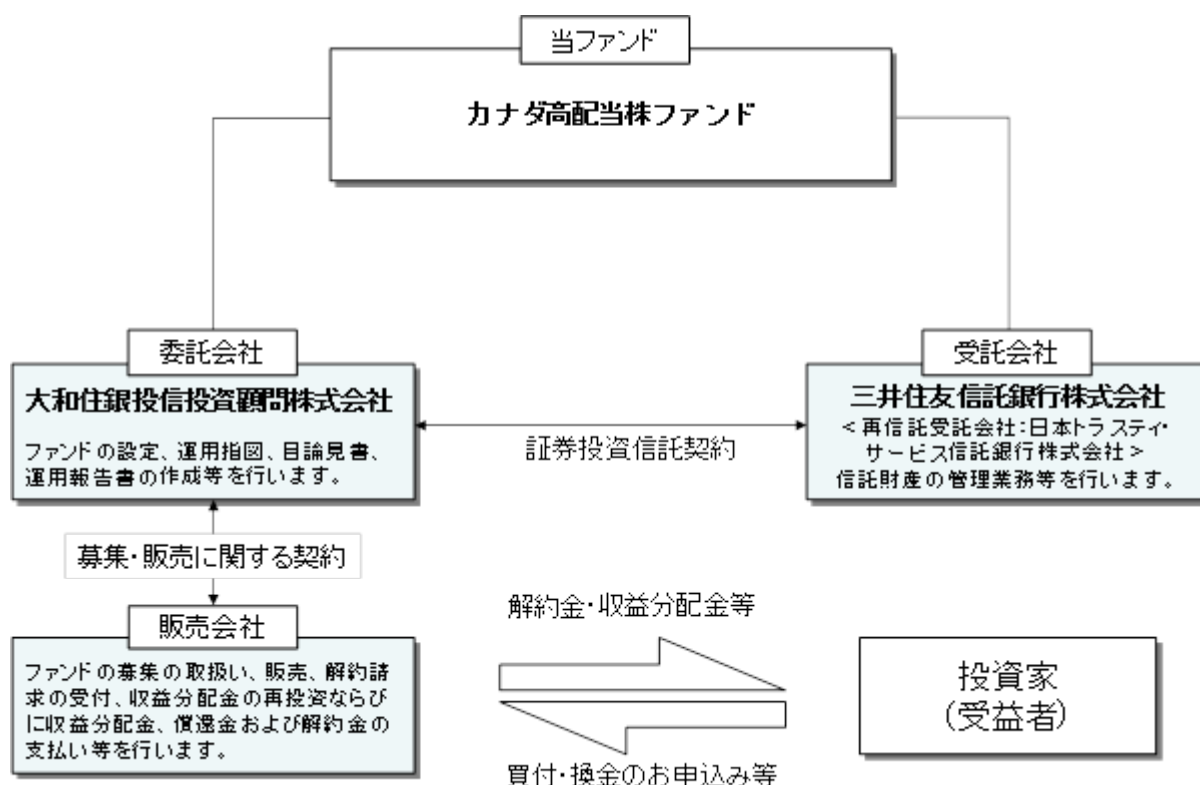 当ファンド
カナダ高配当株ファンド
委託会社
大和住銀投信投資顧問株式会社
ファンドの設定、運用指図、目論見書、
運用報告書の作成等を行います。
証券投資信託契約
受託会社
三井住友信託銀行株式会社
<再信託受託会社:日本トラスティ・
サービス信託銀行株式会社>
信託財産の管理業務等を行います。
募集・販売に関する契約
販売会社
ファンドの募集の取扱い、販売、解約請
求の受付、収益分配金の再投資ならび
に収益分配金、償還金および解約金の
支払い等を行います。
解約金・収益分配金等
買付・換金のお申込み等
投資家
(受益者)